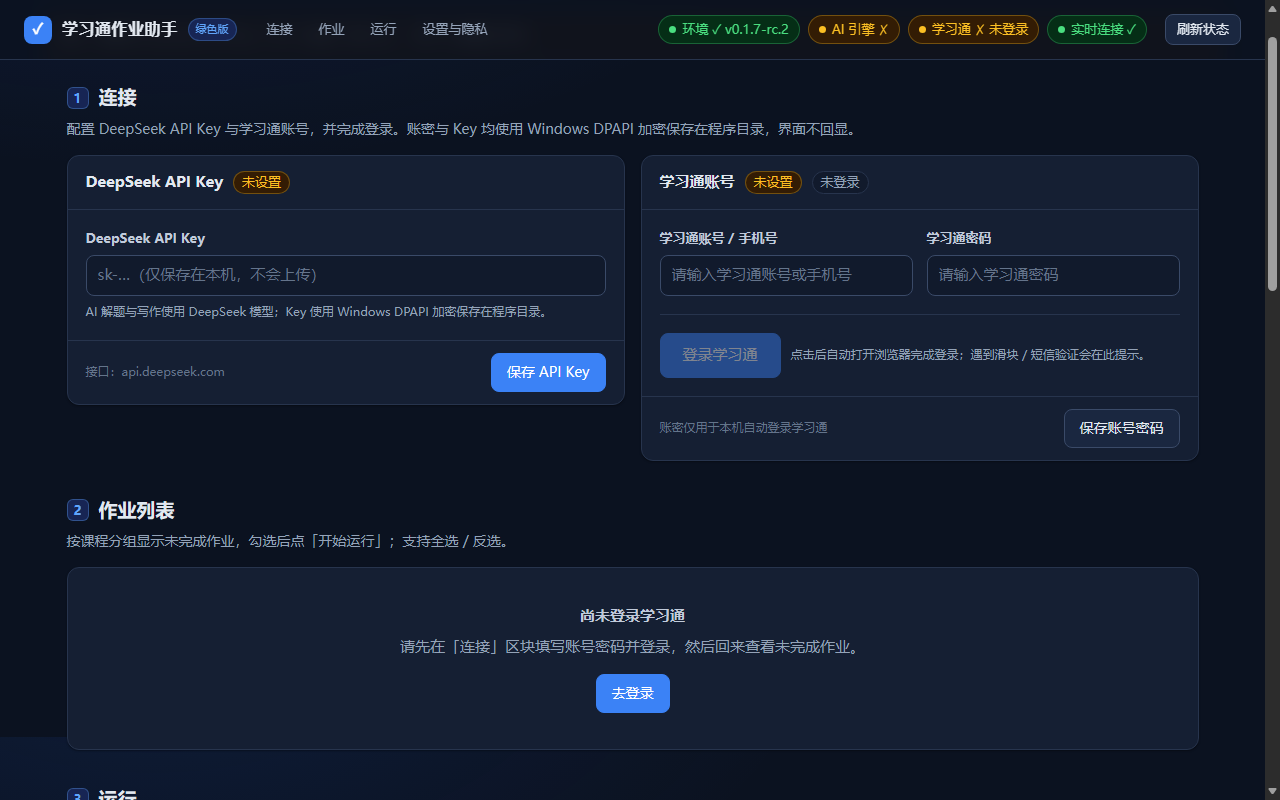 学习通作业助手 绿色版 连接 作业 运行 设置与隐私 环境 ✓ v0.1.7-rc.2 AI 引擎 ✗ 学习通 ✗ 未登录 实时连接 ✓ 刷新状态
1 连接
配置 DeepSeek API Key 与学习通账号，并完成登录。账密与 Key 均使用 Windows DPAPI 加密保存在程序目录，界面不回显。
DeepSeek API Key 未设置
DeepSeek API Key
sk-...（仅保存在本机，不会上传）
AI 解题与写作使用 DeepSeek 模型；Key 使用 Windows DPAPI 加密保存在程序目录。
接口：api.deepseek.com 保存 API Key
学习通账号 未设置 未登录
学习通账号 / 手机号 学习通密码
请输入学习通账号或手机号 请输入学习通密码
登录学习通 点击后自动打开浏览器完成登录；遇到滑块 / 短信验证会在此提示。
账密仅用于本机自动登录学习通 保存账号密码
2 作业列表
按课程分组显示未完成作业，勾选后点「开始运行」；支持全选 / 反选。
尚未登录学习通
请先在「连接」区块填写账号密码并登录，然后回来查看未完成作业。
去登录
3 运行